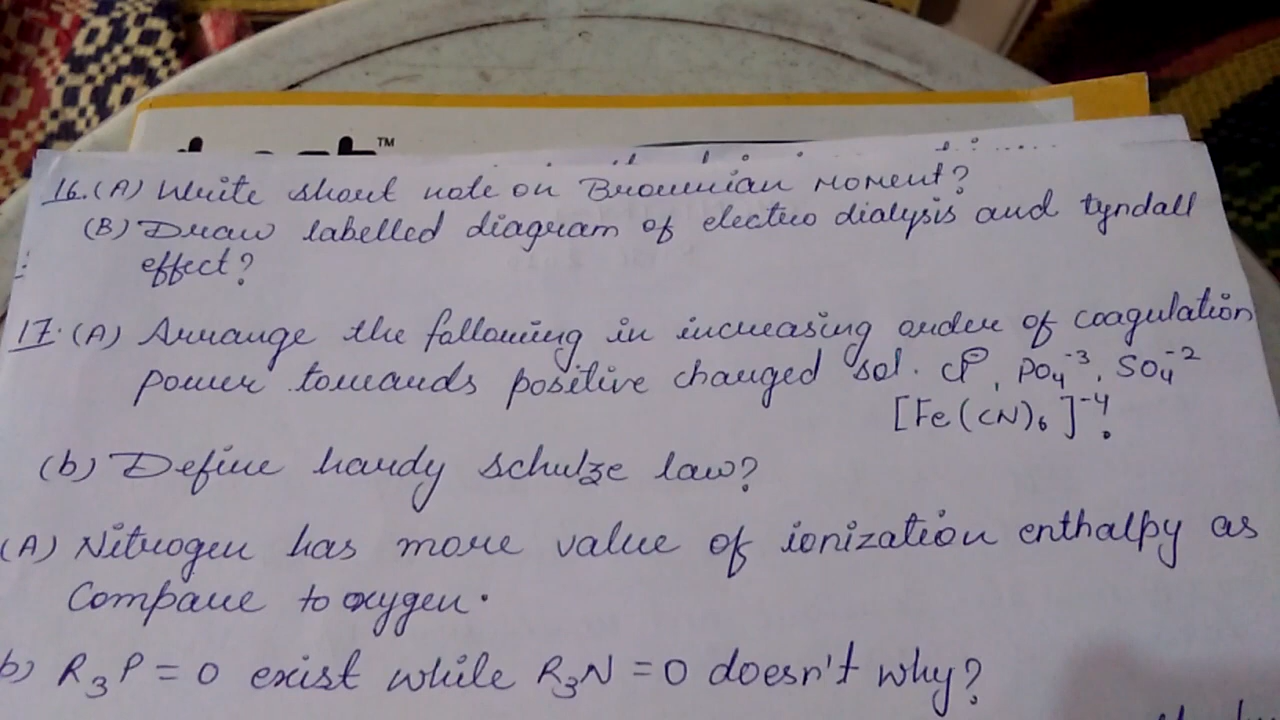 TM
16. (A) Write short note on Brownian Moment?
(B) Draw labelled diagram of electro dialysis and tyndall
effect?
17. (A) Arrange the following in increasing order of coagulation
power towards positive charged sol. Cl⊖, PO₄⁻³, SO₄⁻²
[Fe(CN)₆]⁻⁴?
(b) Define hardy schulze law?
(A) Nitrogen has more value of ionization enthalpy as
Compare to oxygen.
b) R₃P = O exist while R₃N = O doesn't why?